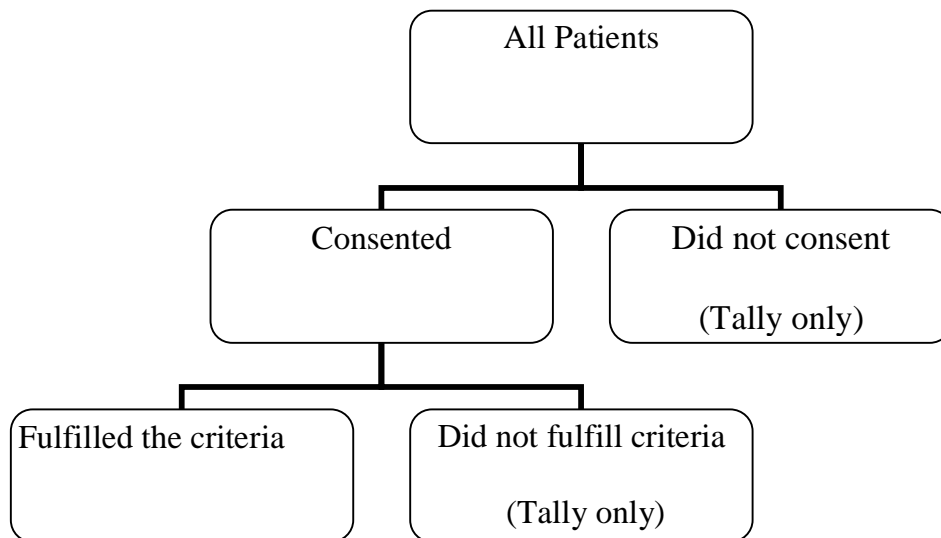 All Patients
Consented
Did not consent
(Tally only)
Fulfilled the criteria
Did not fulfill criteria
(Tally only)